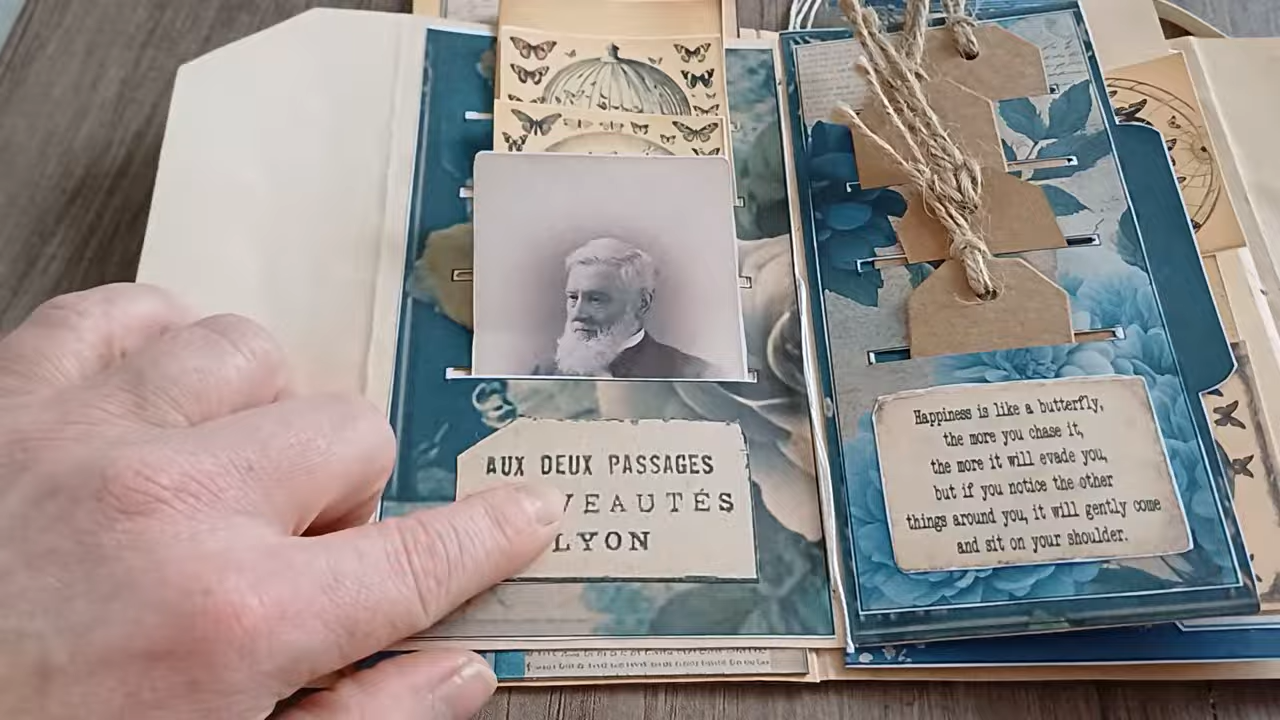 AUX DEUX PASSAGES
VEAUTÉS
LYON
Happiness is like a butterfly,
the more you chase it,
the more it will evade you,
but if you notice the other
things around you, it will gently come
and sit on your shoulder.